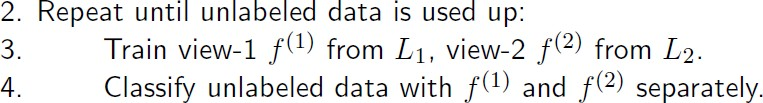 2. Repeat until unlabeled data is used up:
3. Train view-1 f^(1) from L_1, view-2 f^(2) from L_2.
4. Classify unlabeled data with f^(1) and f^(2) separately.